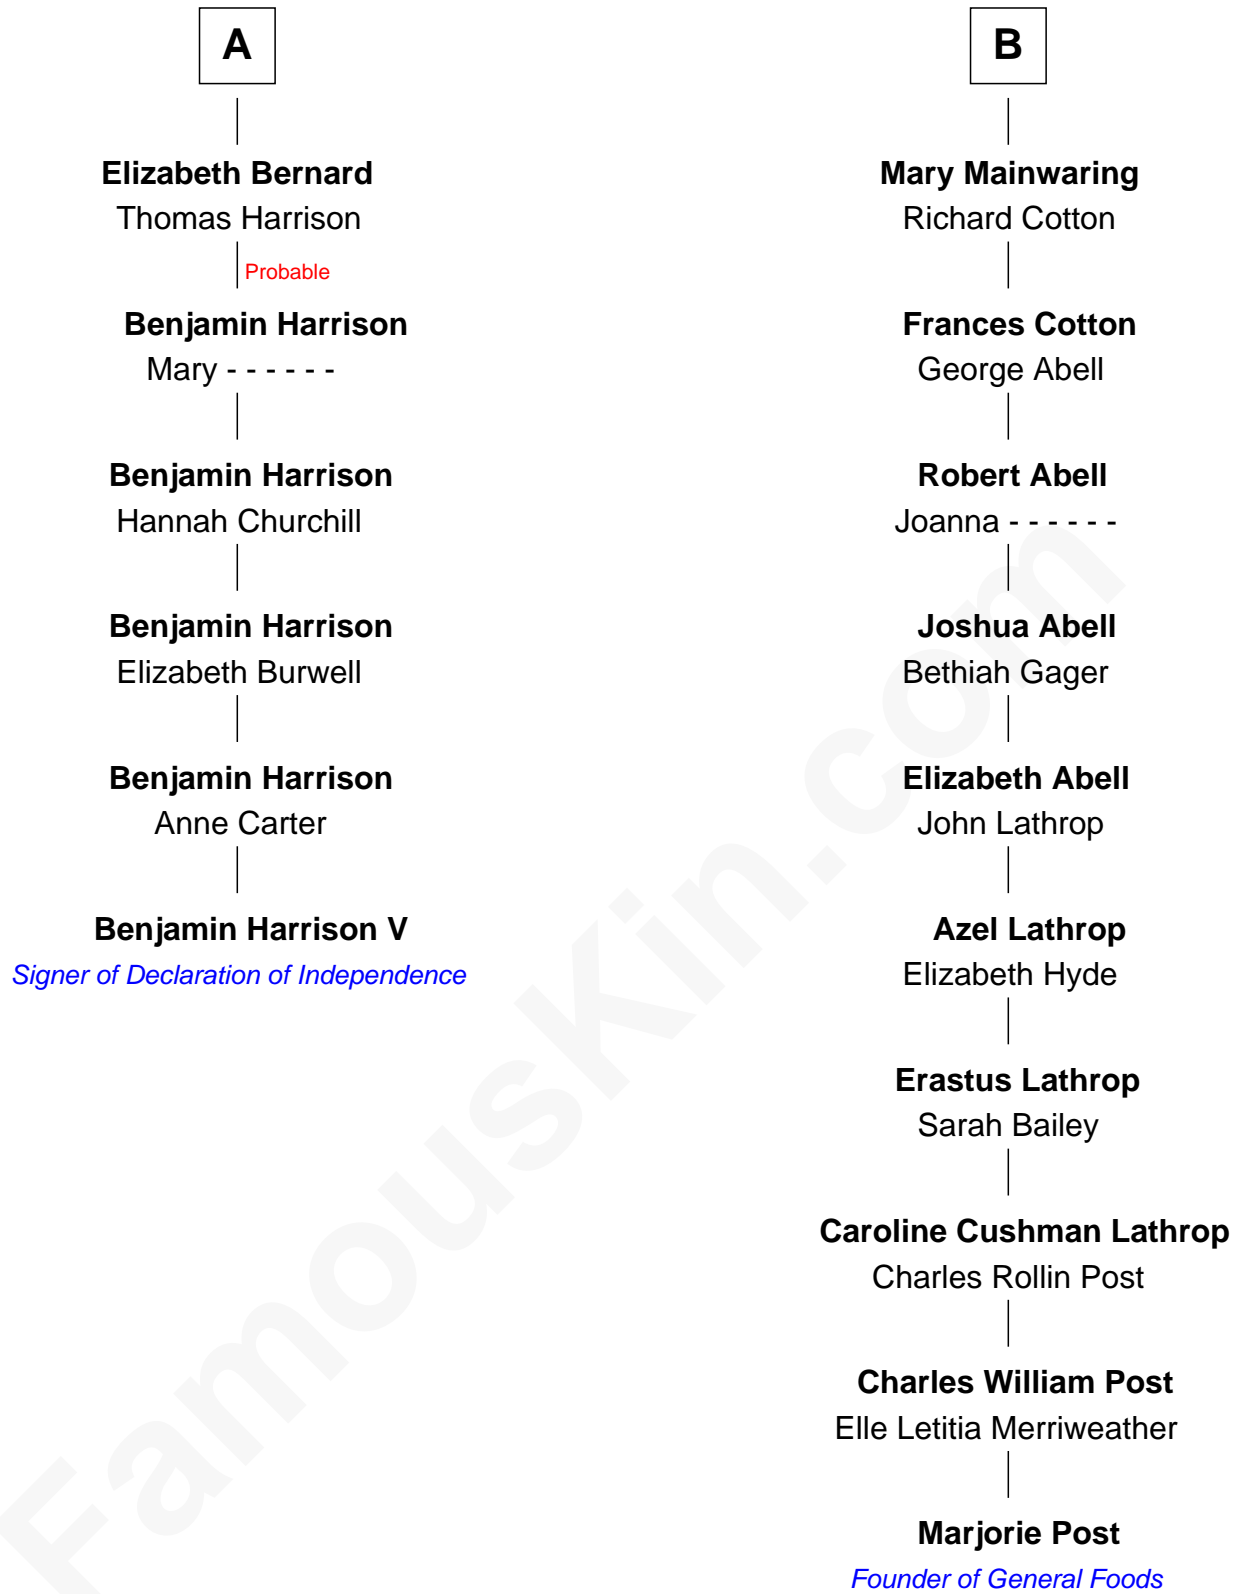 A
Elizabeth Bernard
Thomas Harrison
Probable
Benjamin Harrison
Mary - - - - - -
Benjamin Harrison
Hannah Churchill
Benjamin Harrison
Elizabeth Burwell
Benjamin Harrison
Anne Carter
Benjamin Harrison V
Signer of Declaration of Independence
B
Mary Mainwaring
Richard Cotton
Frances Cotton
George Abell
Robert Abell
Joanna - - - - - -
Joshua Abell
Bethiah Gager
Elizabeth Abell
John Lathrop
Azel Lathrop
Elizabeth Hyde
Erastus Lathrop
Sarah Bailey
Caroline Cushman Lathrop
Charles Rollin Post
Charles William Post
Elle Letitia Merriweather
Marjorie Post
Founder of General Foods
FamousKin.com